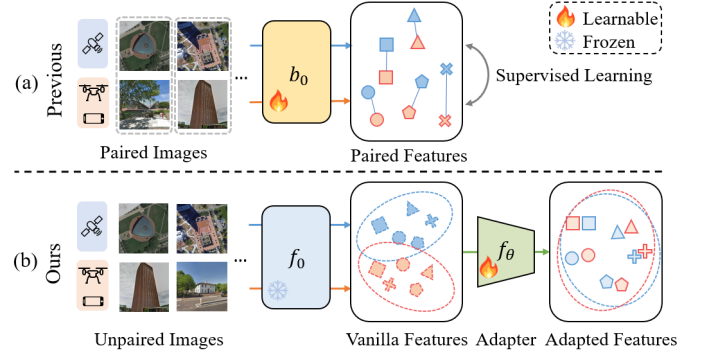 Learnable
Frozen
(a)
Previous
...
b₀
Supervised Learning
Paired Images
Paired Features
(b)
Ours
...
f₀
f_θ
Unpaired Images
Vanilla Features
Adapter
Adapted Features